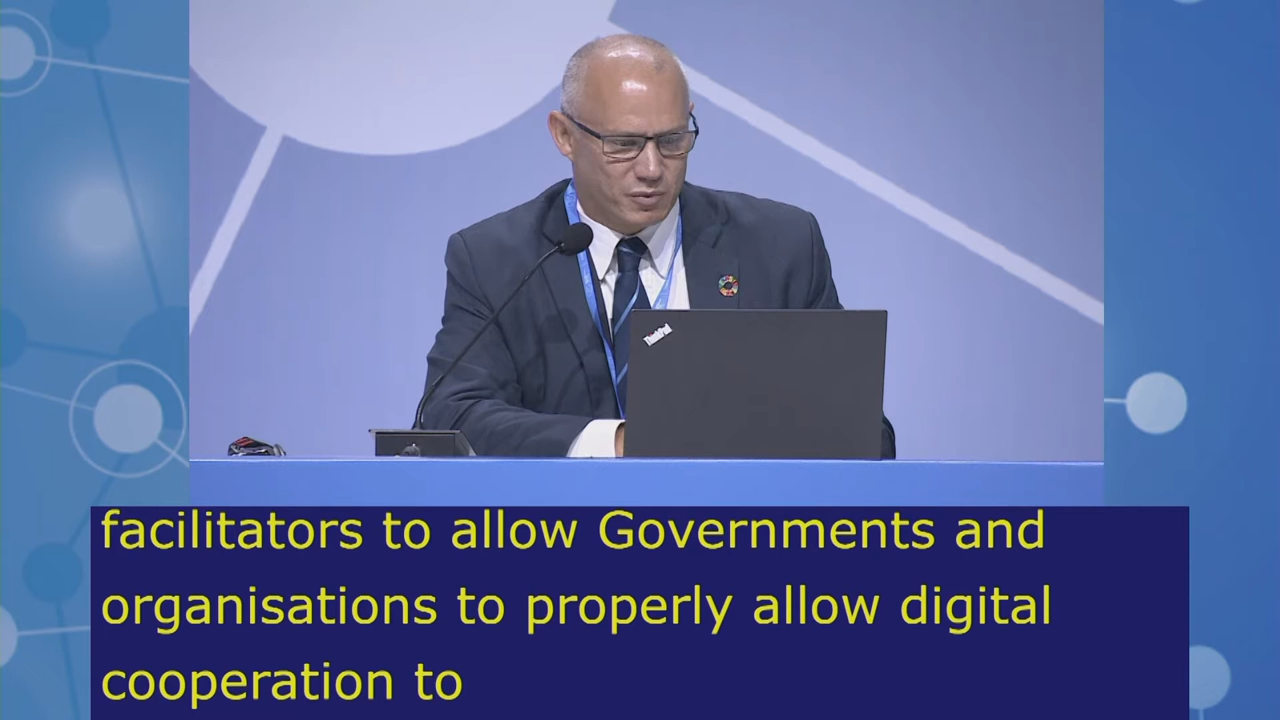 ThinkPad
facilitators to allow Governments and
organisations to properly allow digital
cooperation to